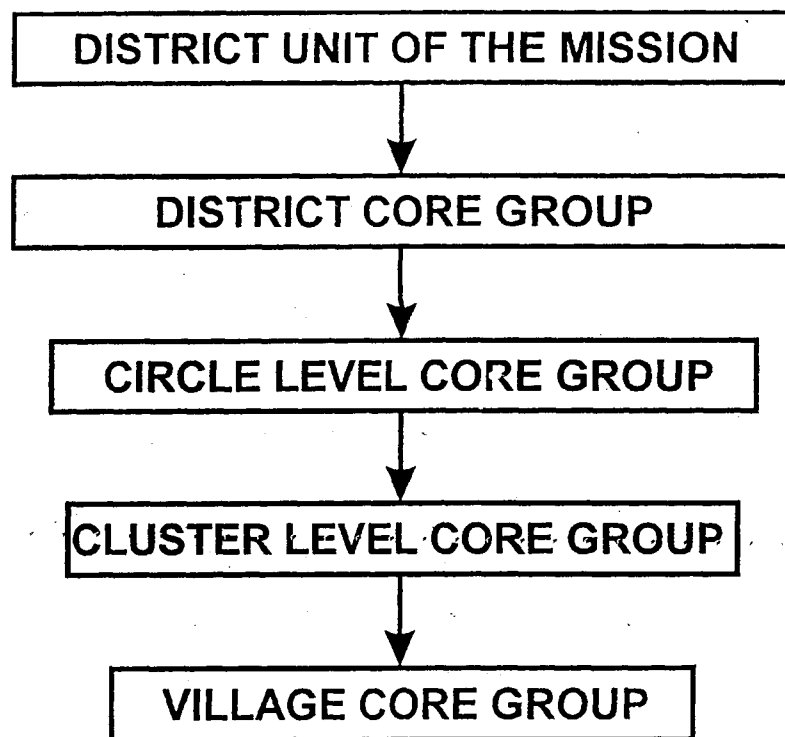 DISTRICT UNIT OF THE MISSION
DISTRICT CORE GROUP
CIRCLE LEVEL CORE GROUP
CLUSTER LEVEL CORE GROUP
VILLAGE CORE GROUP